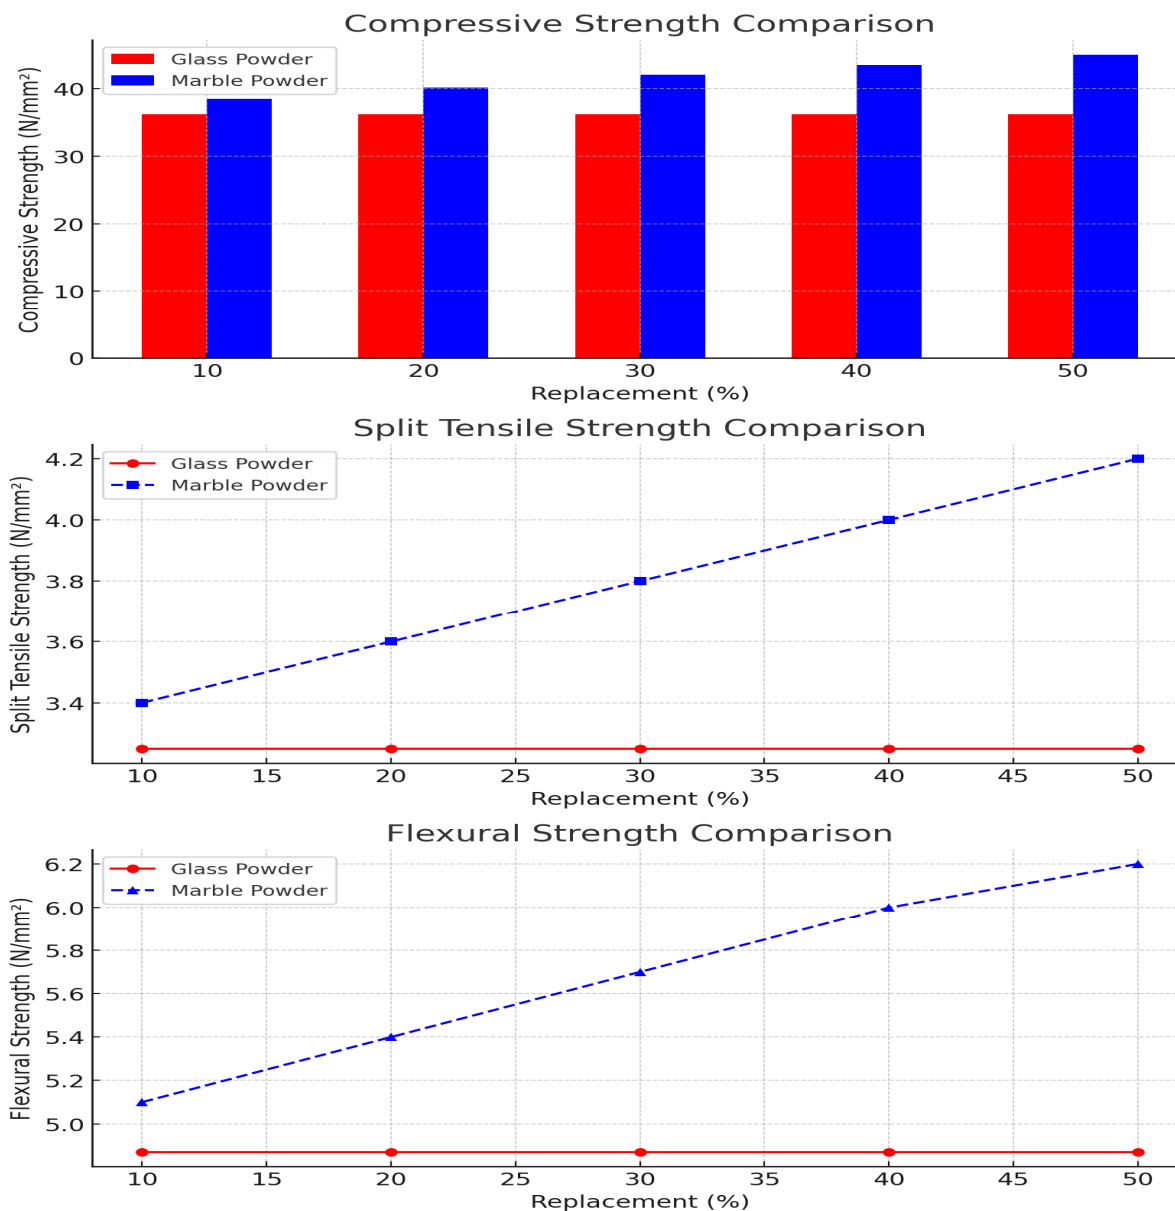 Compressive Strength Comparison
Glass Powder
Marble Powder
Compressive Strength (N/mm²)
40
30
20
10
0
10 20 30 40 50
Replacement (%)
Split Tensile Strength Comparison
Glass Powder
Marble Powder
Split Tensile Strength (N/mm²)
4.2
4.0
3.8
3.6
3.4
10 15 20 25 30 35 40 45 50
Replacement (%)
Flexural Strength Comparison
Glass Powder
Marble Powder
Flexural Strength (N/mm²)
6.2
6.0
5.8
5.6
5.4
5.2
5.0
10 15 20 25 30 35 40 45 50
Replacement (%)